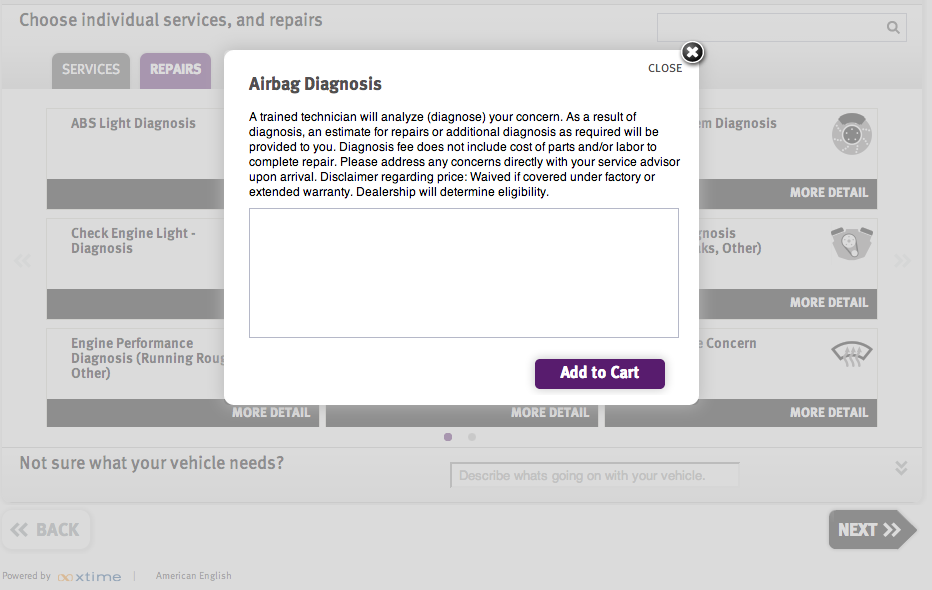 Choose individual services, and repairs
SERVICES
REPAIRS
CLOSE
Airbag Diagnosis
A trained technician will analyze (diagnose) your concern. As a result of
diagnosis, an estimate for repairs or additional diagnosis as required will be
provided to you. Diagnosis fee does not include cost of parts and/or labor to
complete repair. Please address any concerns directly with your service advisor
upon arrival. Disclaimer regarding price: Waived if covered under factory or
extended warranty. Dealership will determine eligibility.
Add to Cart
ABS Light Diagnosis
Diagnosis
MORE DETAIL
Check Engine Light -
Diagnosis
Other)
MORE DETAIL
Engine Performance
Diagnosis (Running
Other)
MORE DETAIL
MORE DETAIL
Concern
MORE DETAIL
Not sure what your vehicle needs?
Describe whats going on with your vehicle.
BACK
NEXT
Powered by xtime | American English